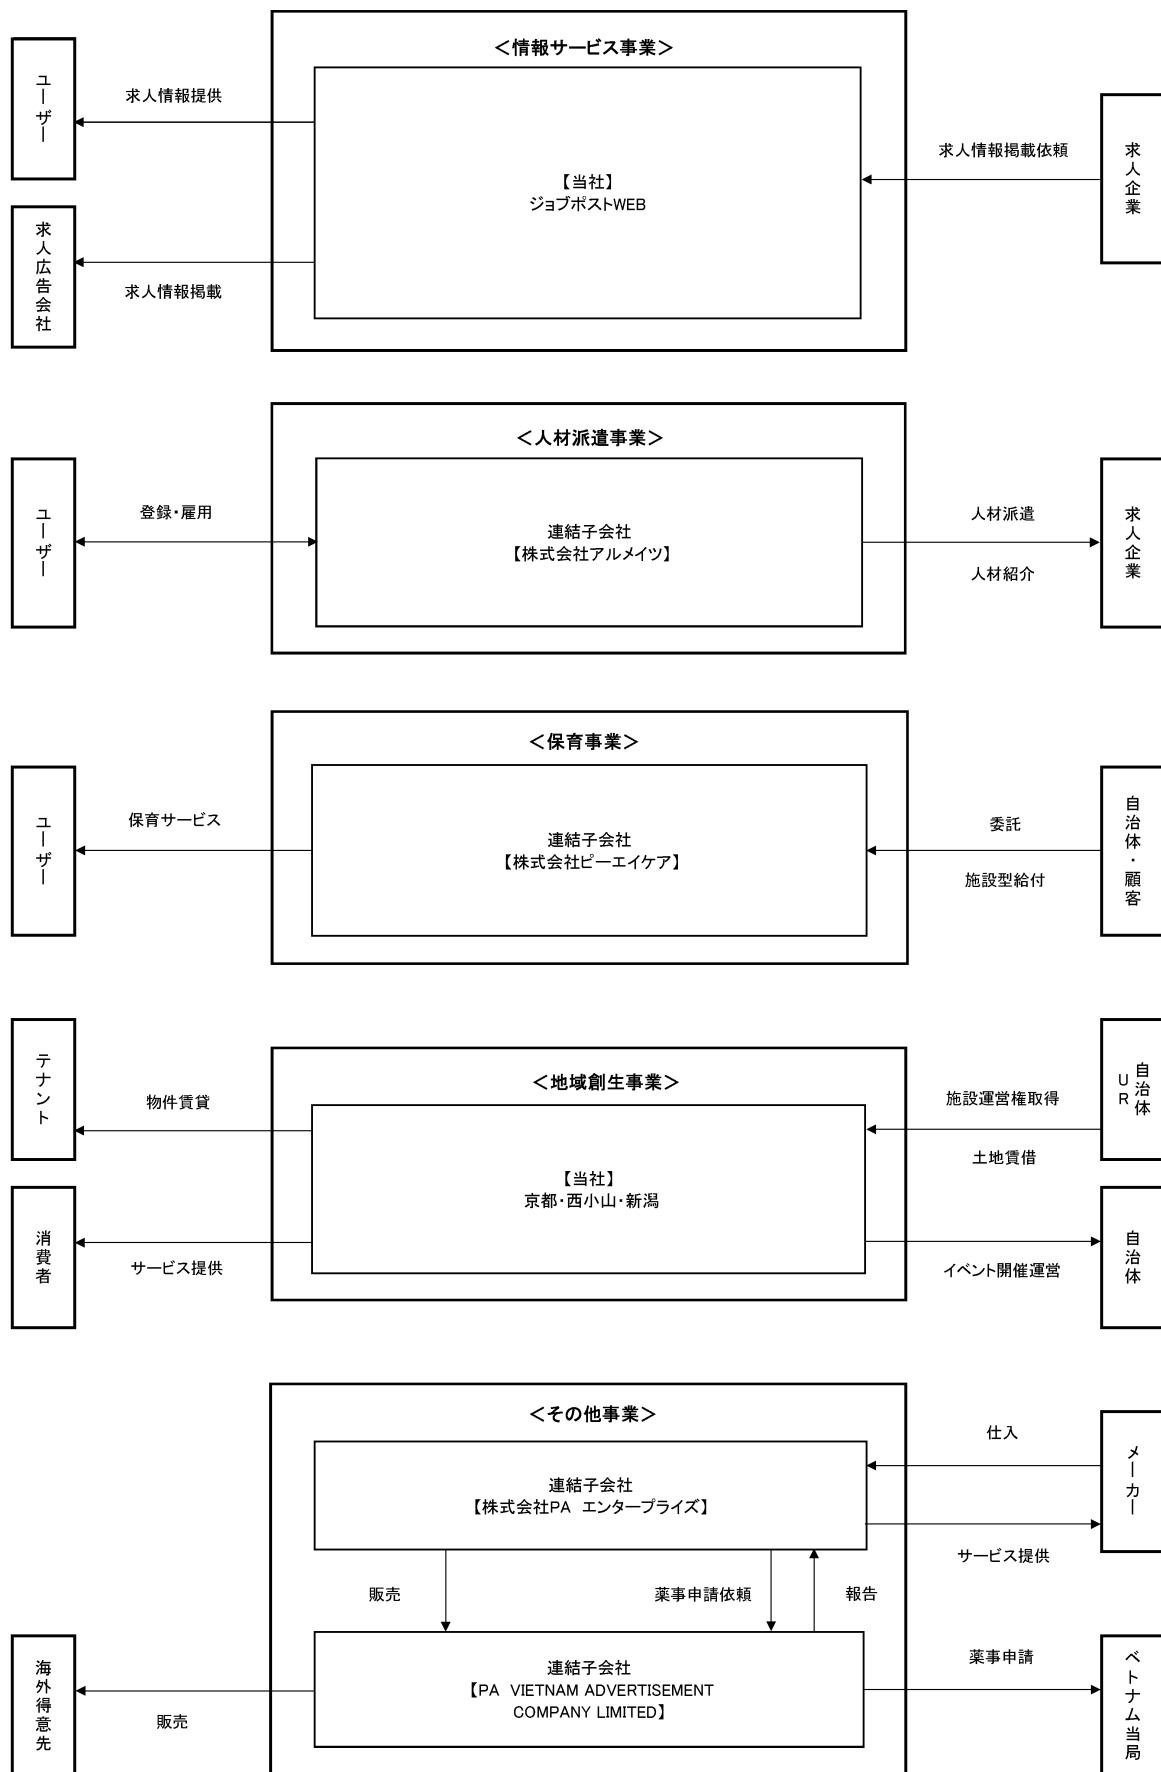 ＜情報サービス事業＞
ユーザー
求人情報提供
求人広告会社
求人情報掲載
【当社】
ジョブポストWEB
求人情報掲載依頼
求人企業
＜人材派遣事業＞
ユーザー
登録・雇用
連結子会社
【株式会社アルメイツ】
人材派遣
人材紹介
求人企業
＜保育事業＞
ユーザー
保育サービス
連結子会社
【株式会社ピーエイケア】
委託
施設型給付
自治体・顧客
＜地域創生事業＞
テナント
物件賃貸
消費者
サービス提供
【当社】
京都・西小山・新潟
施設運営権取得
土地賃借
自治体
UR
イベント開催運営
自治体
＜その他事業＞
連結子会社
【株式会社PA　エンタープライズ】
仕入
サービス提供
メーカー
販売
薬事申請依頼
報告
連結子会社
【PA　VIETNAM ADVERTISEMENT
COMPANY LIMITED】
海外得意先
販売
薬事申請
ベトナム当局